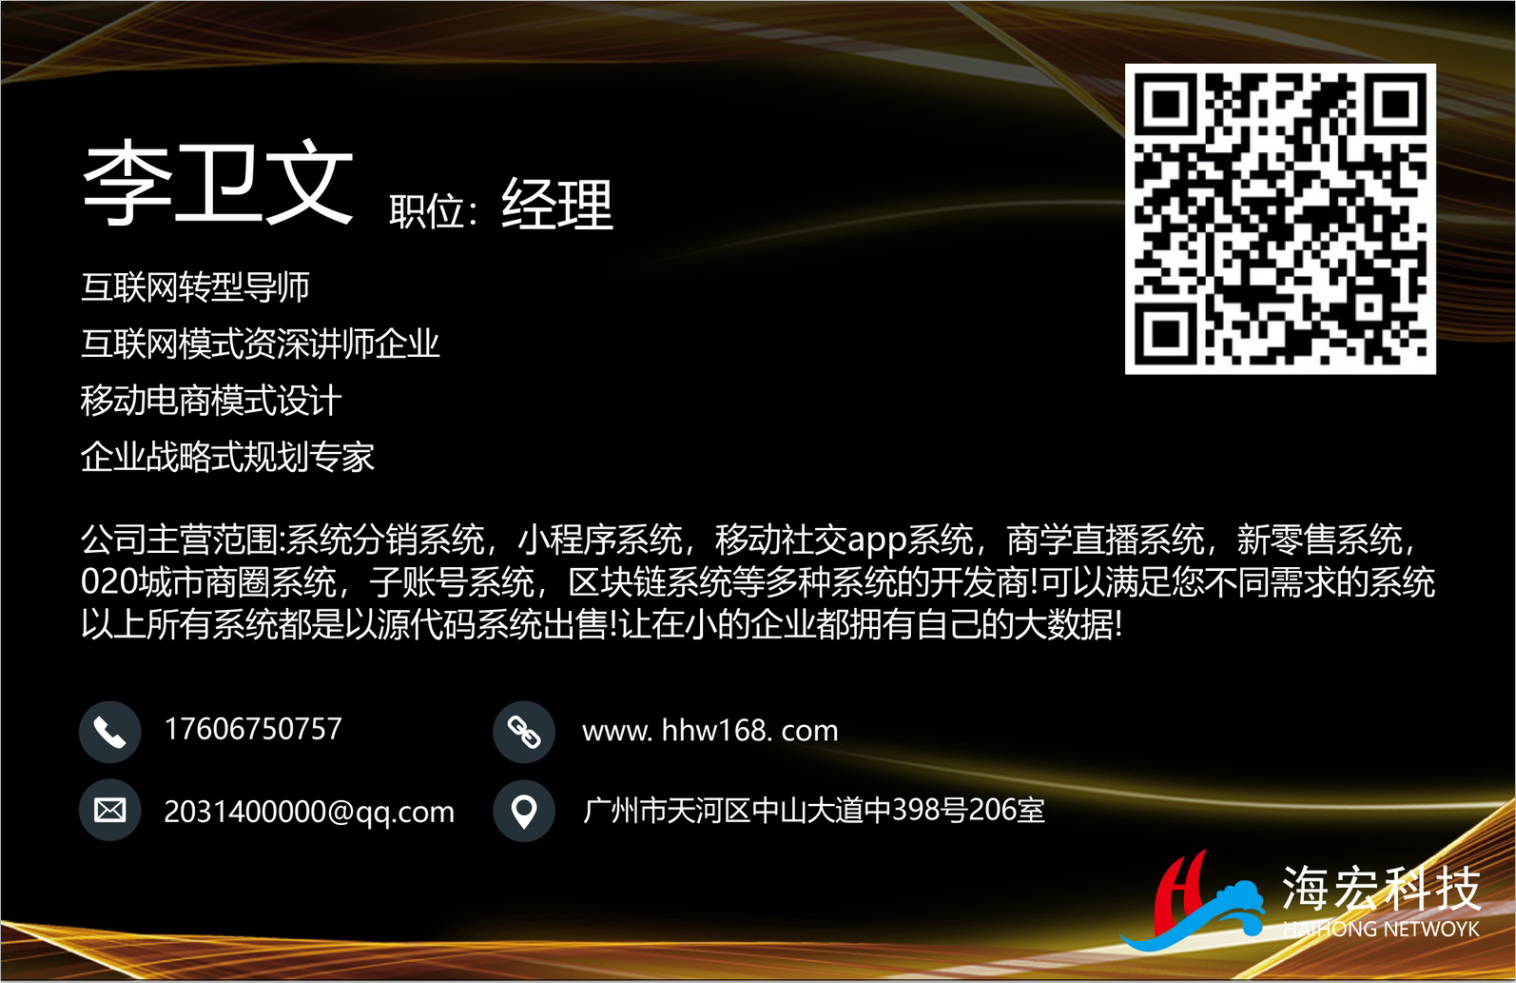 李卫文 职位：经理
互联网转型导师
互联网模式资深讲师企业
移动电商模式设计
企业战略式规划专家
公司主营范围:系统分销系统，小程序系统，移动社交app系统，商学直播系统，新零售系统，
020城市商圈系统，子账号系统，区块链系统等多种系统的开发商!可以满足您不同需求的系统
以上所有系统都是以源代码系统出售!让在小的企业都拥有自己的大数据!
17606750757
www. hhw168. com
2031400000@qq.com
广州市天河区中山大道中398号206室
海宏科技
HAIHONG NETWOYK